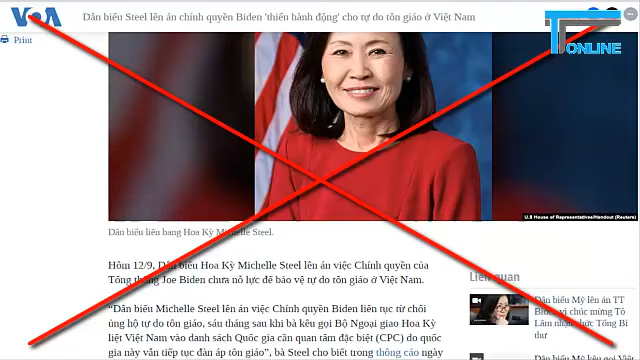 VOA
Dân biểu Steel lên án chính quyền Biden 'thiếu hành động' cho tự do tôn giáo ở Việt Nam
Print
T ONLINE
U.S House of Representatives/Handout (Reuters)
Dân biểu liên bang Hoa Kỳ Michelle Steel.
Hôm 12/9, Dân biểu Hoa Kỳ Michelle Steel lên án việc Chính quyền của
Tổng thống Joe Biden chưa nỗ lực để bảo vệ tự do tôn giáo ở Việt Nam.
“Dân biểu Michelle Steel lên án việc Chính quyền Biden liên tục từ chối
ủng hộ tự do tôn giáo, sáu tháng sau khi bà kêu gọi Bộ Ngoại giao Hoa Kỳ
liệt Việt Nam vào danh sách Quốc gia cần quan tâm đặc biệt (CPC) do quốc
gia này vẫn tiếp tục đàn áp tôn giáo”, bà Steel cho biết trong thông cáo ngày
Liên quan
Dân biểu Mỹ lên án TT
Biden vì chúc mừng Tô
Lâm nhậm chức Tổng Bí
thư
Dân biểu Mỹ kêu gọi Việt